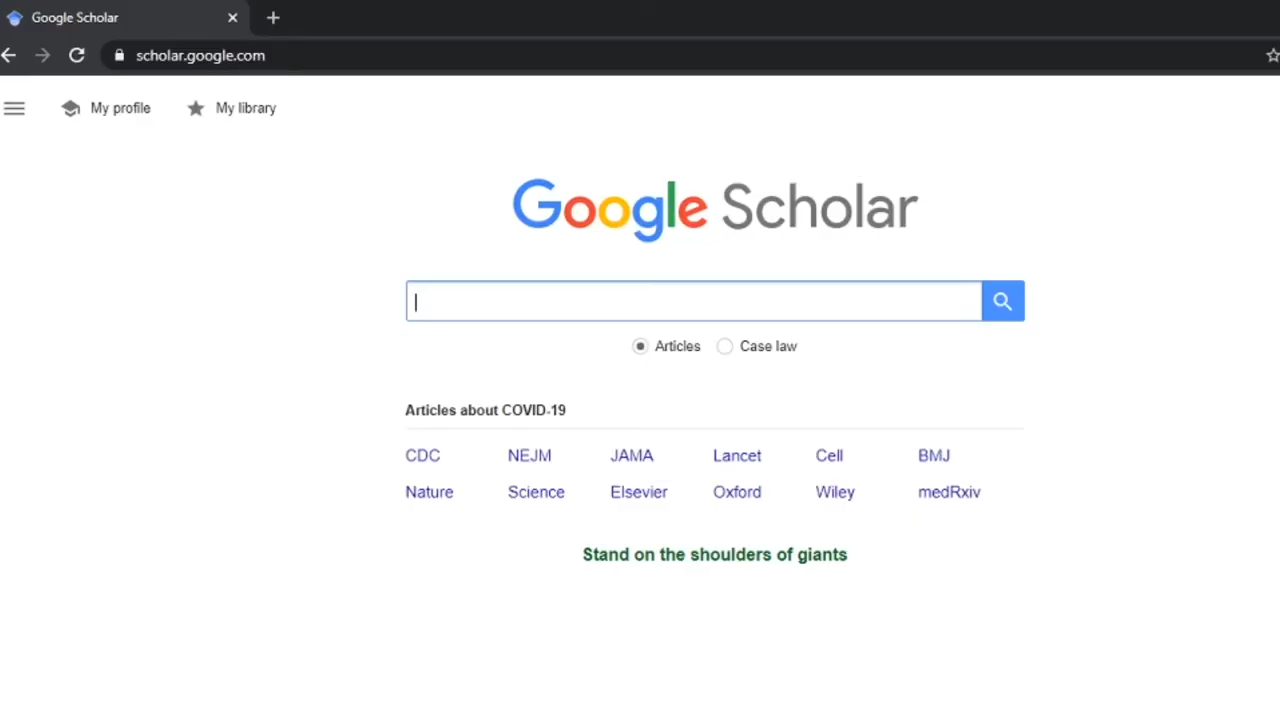 Google Scholar
scholar.google.com
My profile My library
Google Scholar
Articles Case law
Articles about COVID-19
CDC NEJM JAMA Lancet Cell BMJ
Nature Science Elsevier Oxford Wiley medRxiv
Stand on the shoulders of giants